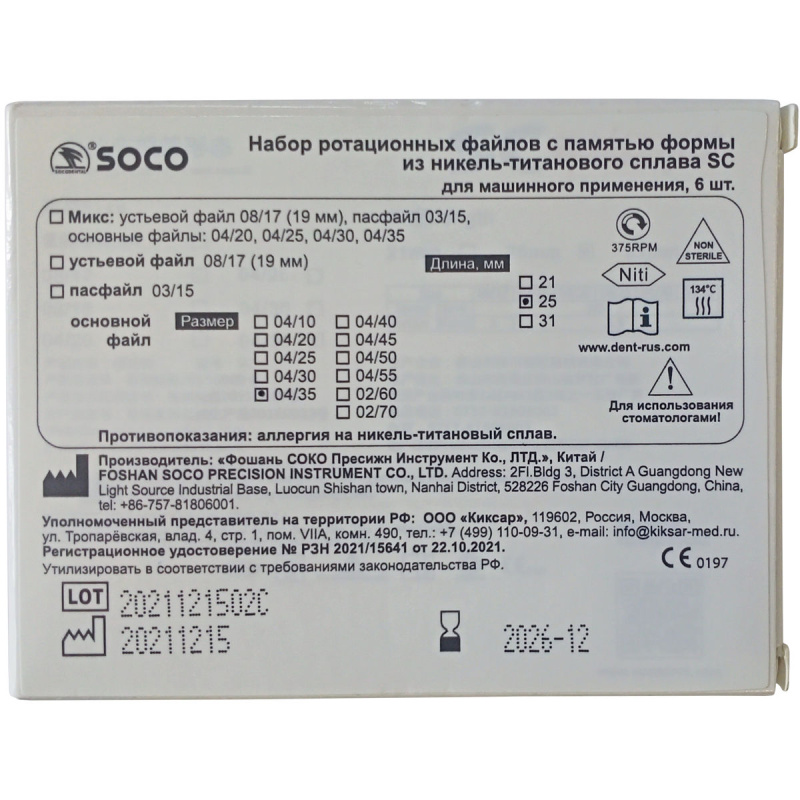 SOCO®
Набор ротационных файлов с памятью формы
из никель-титанового сплава SC
для машинного применения, 6 шт.
☐ Микс: устьевой файл 08/17 (19 мм), пасфайл 03/15,
основные файлы: 04/20, 04/25, 04/30, 04/35
☐ устьевой файл 08/17 (19 мм)
☐ пасфайл 03/15
Длина, мм
☐ 21
☑ 25
☐ 31
основной файл
Размер
☐ 04/10 ☐ 04/40
☐ 04/20 ☐ 04/45
☐ 04/25 ☐ 04/50
☐ 04/30 ☐ 04/55
☑ 04/35 ☐ 02/60
☐ 02/70
375RPM
NON
STERILE
Niti
134°C
i
www.dent-rus.com
!
Для использования
стоматологами!
Противопоказания: аллергия на никель-титановый сплав.
Производитель: «Фошань СОКО Пресижн Инструмент Ко., ЛТД.», Китай /
FOSHAN SOCO PRECISION INSTRUMENT CO., LTD. Address: 2Fl.Bldg 3, District A Guangdong New
Light Source Industrial Base, Luocun Shishan town, Nanhai District, 528226 Foshan City Guangdong, China,
tel: +86-757-81806001.
Уполномоченный представитель на территории РФ: ООО «Киксар», 119602, Россия, Москва,
ул. Тропарёвская, влад. 4, стр. 1, пом. VIIA, комн. 490, тел.: +7 (499) 110-09-31, e-mail: info@kiksar-med.ru.
Регистрационное удостоверение № РЗН 2021/15641 от 22.10.2021.
Утилизировать в соответствии с требованиями законодательства РФ.
CE 0197
LOT 2021121502C
20211215
2026-12